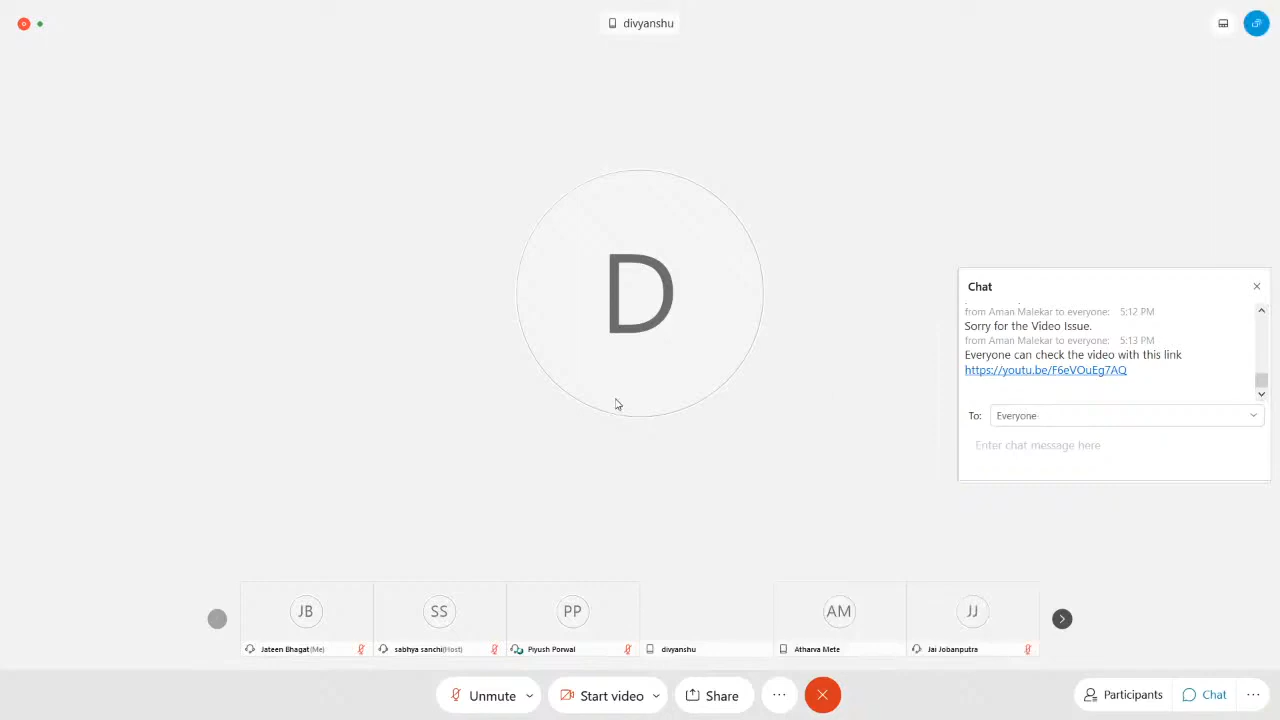 divyanshu
D
Chat
from Aman Malekar to everyone: 5:12 PM
Sorry for the Video Issue.
from Aman Malekar to everyone: 5:13 PM
Everyone can check the video with this link
https://youtu.be/F6eVOuEg7AQ
To: Everyone
Enter chat message here
JB
SS
PP
AM
JJ
Jateen Bhagat(Me)
sabhya sanchi(Host)
Piyush Porwal
divyanshu
Atharva Mete
Jai Jobanputra
Unmute
Start video
Share
Participants
Chat